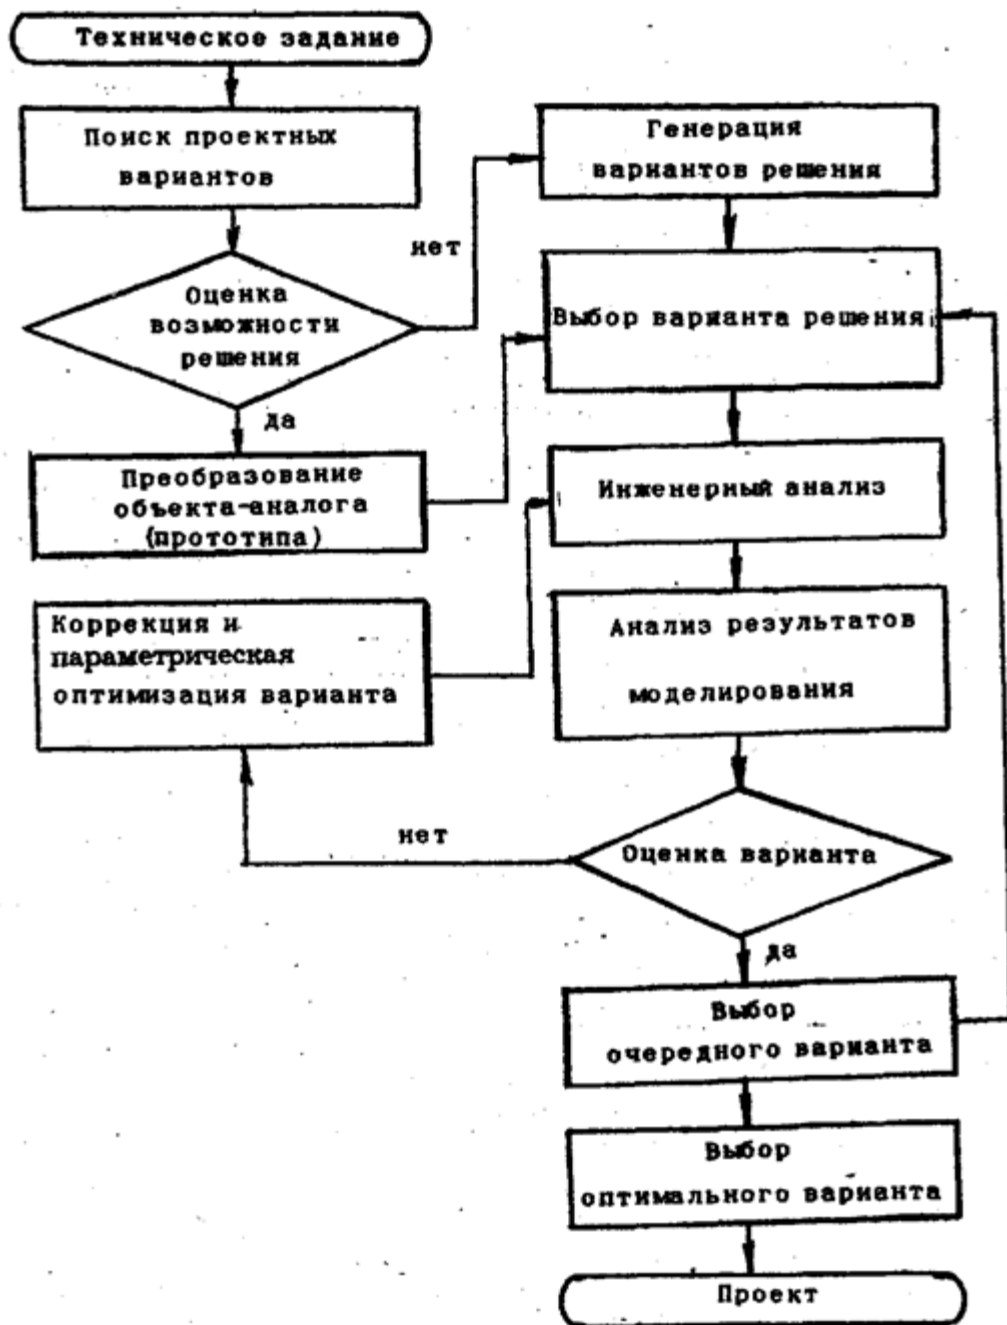 Техническое задание
Поиск проектных
вариантов
нет
Оценка
возможности
решения
да
Преобразование
объекта-аналога
(прототипа)
Коррекция и
параметрическая
оптимизация варианта
Генерация
вариантов решения
Выбор варианта решения
Инженерный анализ
Анализ результатов
моделирования
нет
Оценка варианта
да
Выбор
очередного варианта
Выбор
оптимального варианта
Проект